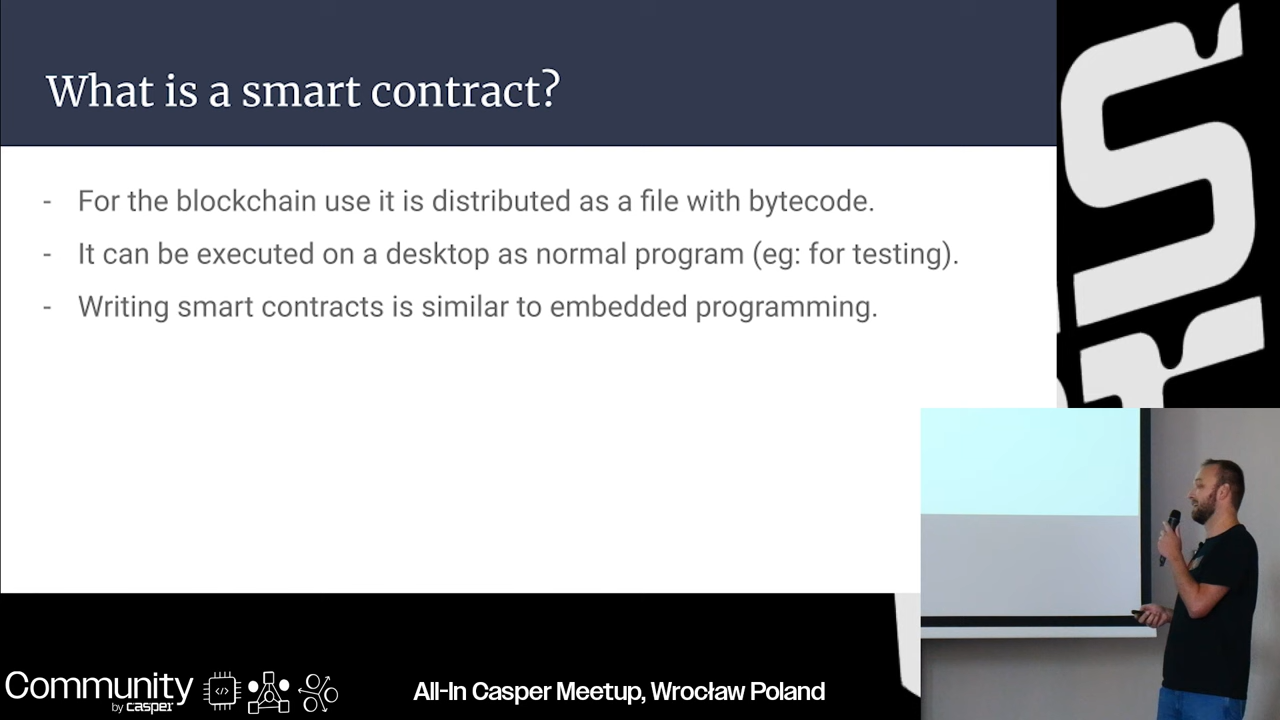 What is a smart contract?
- For the blockchain use it is distributed as a file with bytecode.
- It can be executed on a desktop as normal program (eg: for testing).
- Writing smart contracts is similar to embedded programming.
Community
by casper
</>
All-In Casper Meetup, Wrocław Poland